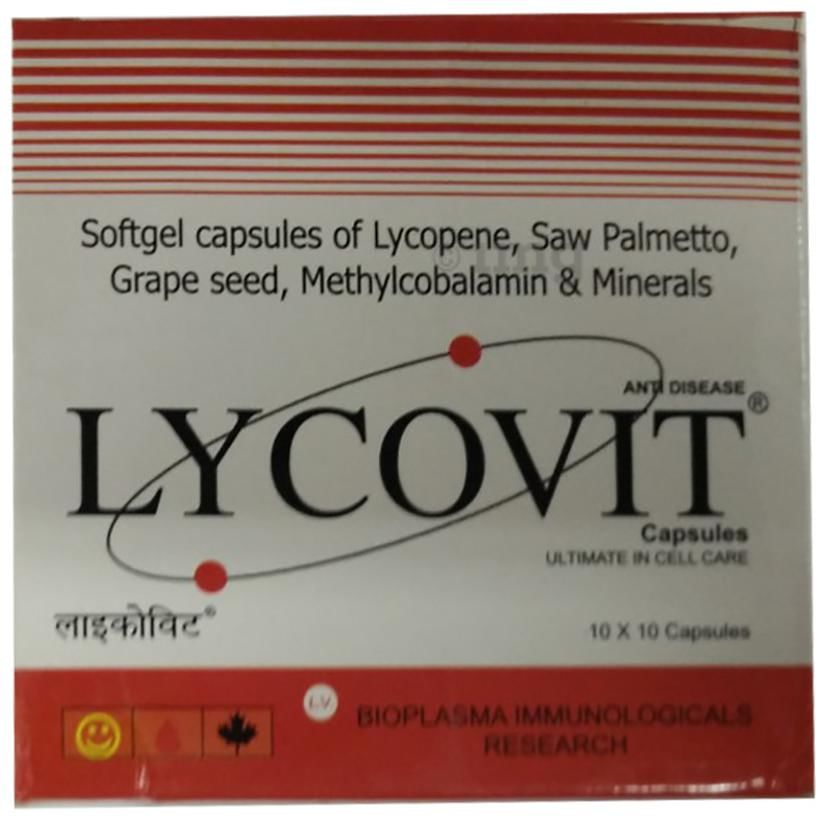 Softgel capsules of Lycopene, Saw Palmetto,
Grape seed, Methylcobalamin & Minerals
ANTI DISEASE
LYCOVIT®
Capsules
ULTIMATE IN CELL CARE
लाइकोविट®
10 X 10 Capsules
L.V.
BIOPLASMA IMMUNOLOGICALS
RESEARCH